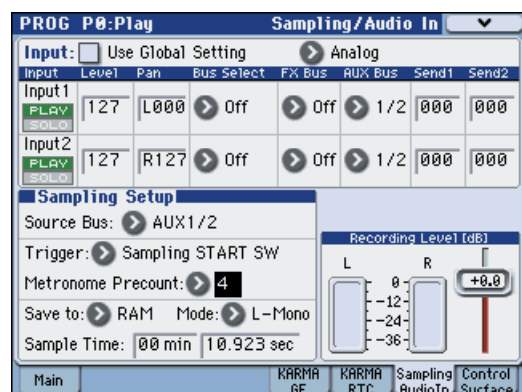 PROG P0:Play Sampling/Audio In
Input: Use Global Setting Analog
Input Level Pan Bus Select FX Bus AUX Bus Send1 Send2
Input1
PLAY 127 L000 Off Off 1/2 000 000
SOLO
Input2
PLAY 127 R127 Off Off 1/2 000 000
SOLO
Sampling Setup
Source Bus: AUX1/2
Trigger: Sampling START SW
Metronome Precount: 4
Save to: RAM Mode: L-Mono
Sample Time: 00 min 10.923 sec
Recording Level [dB]
L R
0 +0.0
-12-
-24-
-36-
Main KARMA GE KARMA RTC Sampling AudioIn Control Surface